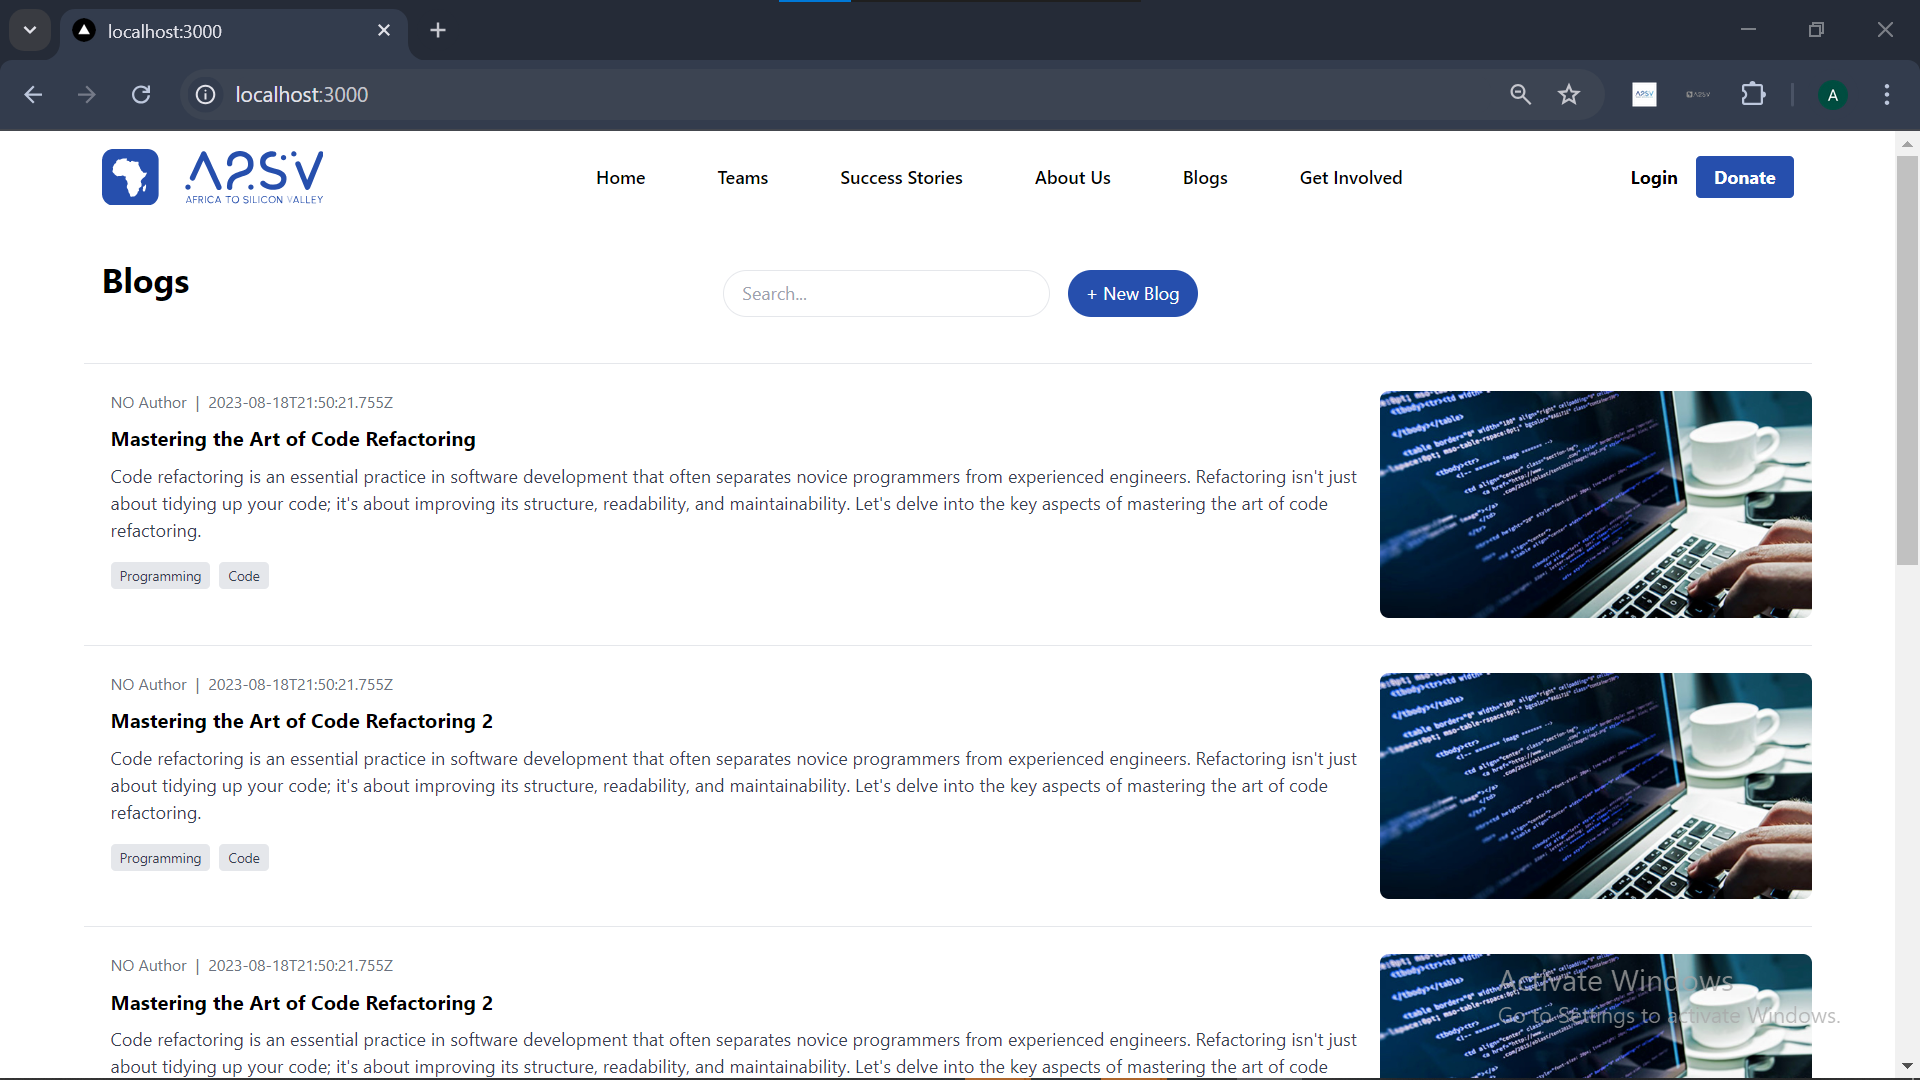 localhost:3000
localhost:3000
A2SV
A2SV
A
A2SV
AFRICA TO SILICON VALLEY
Home
Teams
Success Stories
About Us
Blogs
Get Involved
Login
Donate
Blogs
Search...
+ New Blog
NO Author | 2023-08-18T21:50:21.755Z
Mastering the Art of Code Refactoring
Code refactoring is an essential practice in software development that often separates novice programmers from experienced engineers. Refactoring isn't just
about tidying up your code; it's about improving its structure, readability, and maintainability. Let's delve into the key aspects of mastering the art of code
refactoring.
Programming
Code
NO Author | 2023-08-18T21:50:21.755Z
Mastering the Art of Code Refactoring 2
Code refactoring is an essential practice in software development that often separates novice programmers from experienced engineers. Refactoring isn't just
about tidying up your code; it's about improving its structure, readability, and maintainability. Let's delve into the key aspects of mastering the art of code
refactoring.
Programming
Code
NO Author | 2023-08-18T21:50:21.755Z
Mastering the Art of Code Refactoring 2
Code refactoring is an essential practice in software development that often separates novice programmers from experienced engineers. Refactoring isn't just
about tidying up your code; it's about improving its structure, readability, and maintainability. Let's delve into the key aspects of mastering the art of code
Activate Windows
Go to Settings to activate Windows.